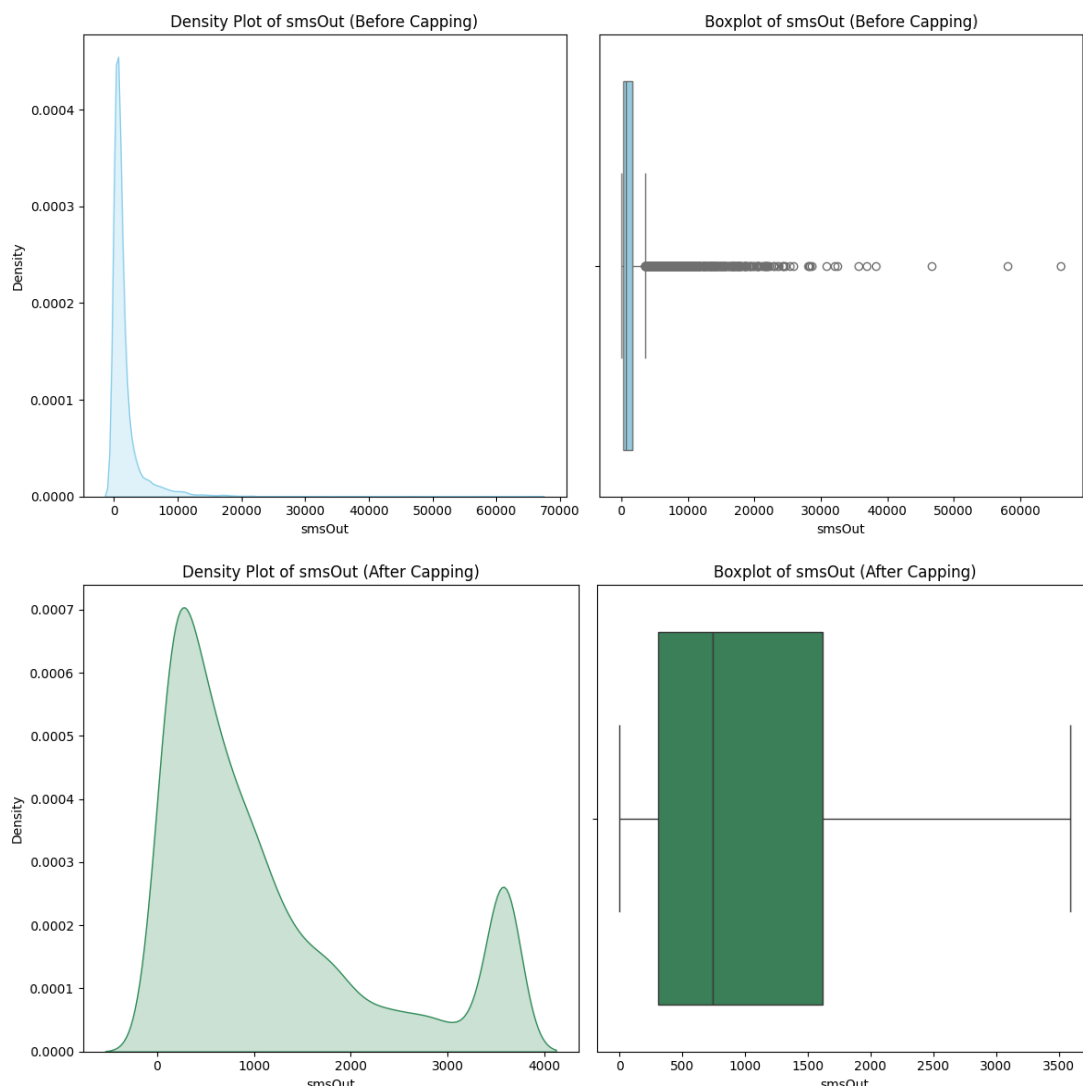 Density Plot of smsOut (Before Capping)
Density
0.0004
0.0003
0.0002
0.0001
0.0000
0 10000 20000 30000 40000 50000 60000 70000
smsOut
Boxplot of smsOut (Before Capping)
0 10000 20000 30000 40000 50000 60000
smsOut
Density Plot of smsOut (After Capping)
Density
0.0007
0.0006
0.0005
0.0004
0.0003
0.0002
0.0001
0.0000
0 1000 2000 3000 4000
smsOut
Boxplot of smsOut (After Capping)
0 500 1000 1500 2000 2500 3000 3500
smsOut